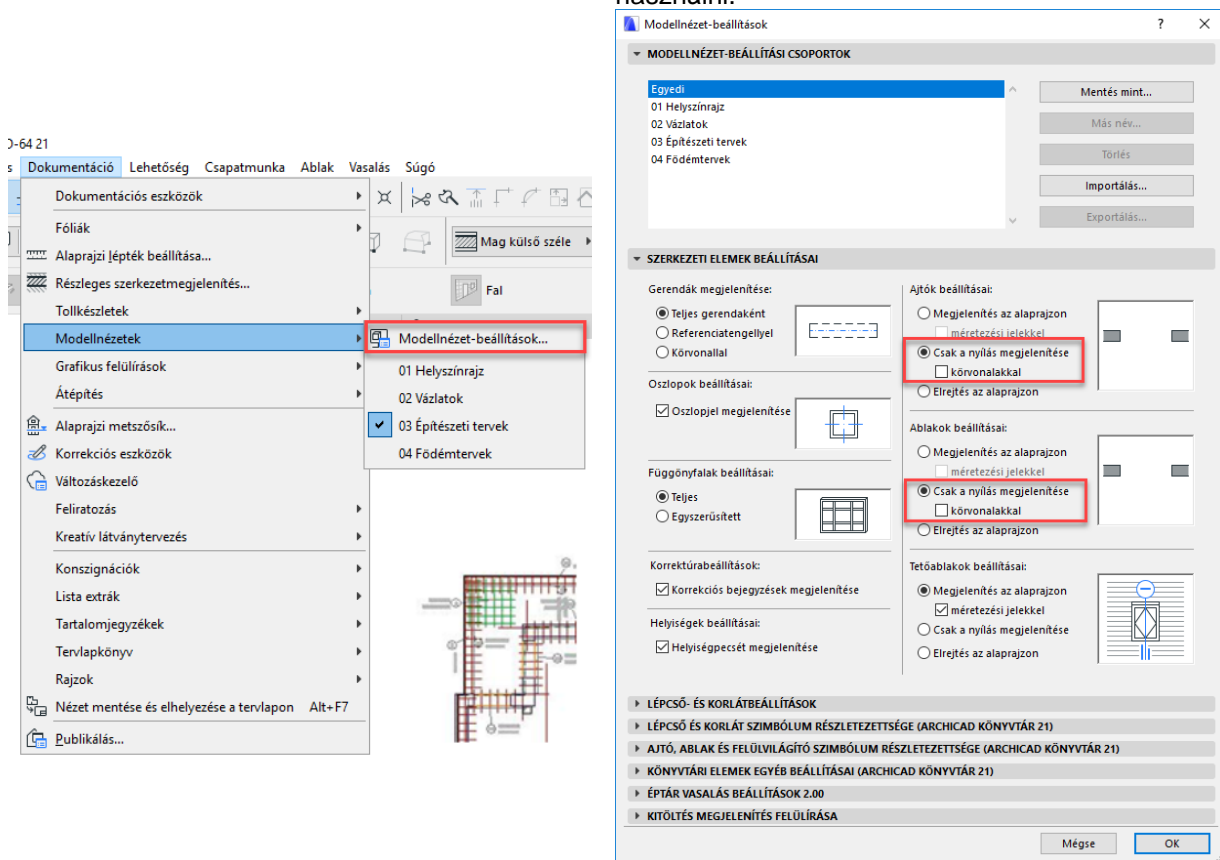 D-64 21
s Dokumentáció Lehetőség Csapatmunka Ablak Vasalás Súgó
Dokumentációs eszközök
Fóliák
Alaprajzi lépték beállítása...
Részleges szerkezetmegjelenítés...
Tollkészletek
Modellnézetek
Grafikus felülírások
Átépítés
Alaprajzi metszősík...
Korrekciós eszközök
Változáskezelő
Feliratozás
Kreatív látványtervezés
Konszignációk
Lista extrák
Tartalomjegyzékek
Tervlapkönyv
Rajzok
Nézet mentése és elhelyezése a tervlapon Alt+F7
Publikálás...
Mag külső széle
Fal
Modellnézet-beállítások...
01 Helyszínrajz
02 Vázlatok
03 Építészeti tervek
04 Födémtervek
használni.
Modellnézet-beállítások ? ×
MODELLNÉZET-BEÁLLÍTÁSI CSOPORTOK
Egyedi
01 Helyszínrajz
02 Vázlatok
03 Építészeti tervek
04 Födémtervek
Mentés mint...
Más név...
Törlés
Importálás...
Exportálás...
SZERKEZETI ELEMEK BEÁLLÍTÁSAI
Gerendák megjelenítése:
Teljes gerendaként
Referenciatengellyel
Körvonallal
Oszlopok beállításai:
Oszlopjel megjelenítése
Függönyfalak beállításai:
Teljes
Egyszerűsített
Korrektúrabeállítások:
Korrekciós bejegyzések megjelenítése
Helyiségek beállításai:
Helyiségpecsét megjelenítése
Ajtók beállításai:
Megjelenítés az alaprajzon
méretezési jelekkel
Csak a nyílás megjelenítése
körvonalakkal
Elrejtés az alaprajzon
Ablakok beállításai:
Megjelenítés az alaprajzon
méretezési jelekkel
Csak a nyílás megjelenítése
körvonalakkal
Elrejtés az alaprajzon
Tetőablakok beállításai:
Megjelenítés az alaprajzon
méretezési jelekkel
Csak a nyílás megjelenítése
Elrejtés az alaprajzon
LÉPCSŐ- ÉS KORLÁTBEÁLLÍTÁSOK
LÉPCSŐ ÉS KORLÁT SZIMBÓLUM RÉSZLETEZETTSÉGE (ARCHICAD KÖNYVTÁR 21)
AJTÓ, ABLAK ÉS FELÜLVILÁGÍTÓ SZIMBÓLUM RÉSZLETEZETTSÉGE (ARCHICAD KÖNYVTÁR 21)
KÖNYVTÁRI ELEMEK EGYÉB BEÁLLÍTÁSAI (ARCHICAD KÖNYVTÁR 21)
ÉPTÁR VASALÁS BEÁLLÍTÁSOK 2.00
KITÖLTÉS MEGJELENÍTÉS FELÜLÍRÁSA
Mégse OK